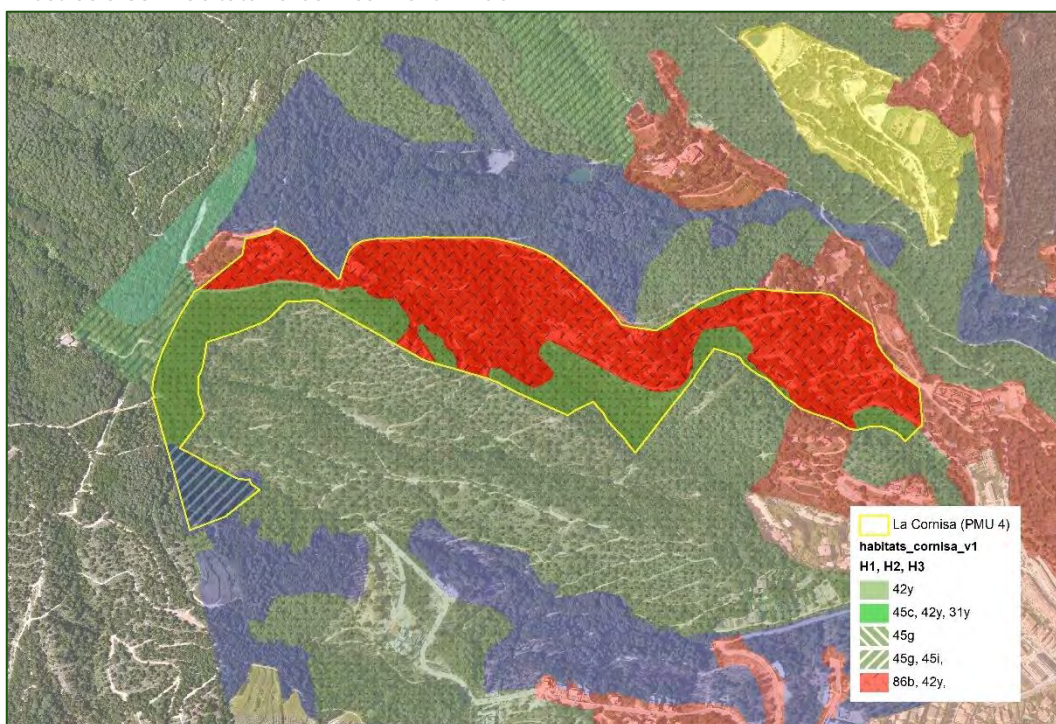 La Cornisa (PMU 4)
habitats_cornisa_v1
H1, H2, H3
42y
45c, 42y, 31y
45g
45g, 45i,
86b, 42y,